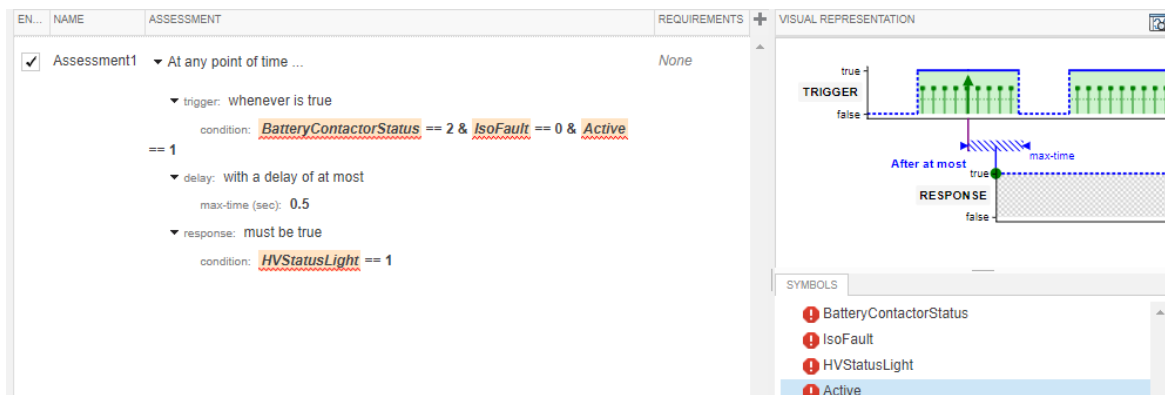 EN... NAME ASSESSMENT REQUIREMENTS VISUAL REPRESENTATION
Assessment1 At any point of time ... None
trigger: whenever is true
condition: BatteryContactorStatus == 2 & IsoFault == 0 & Active
== 1
delay: with a delay of at most
max-time (sec): 0.5
response: must be true
condition: HVStatusLight == 1
true
TRIGGER
false
max-time
After at most
true
RESPONSE
false
SYMBOLS
BatteryContactorStatus
IsoFault
HVStatusLight
Active